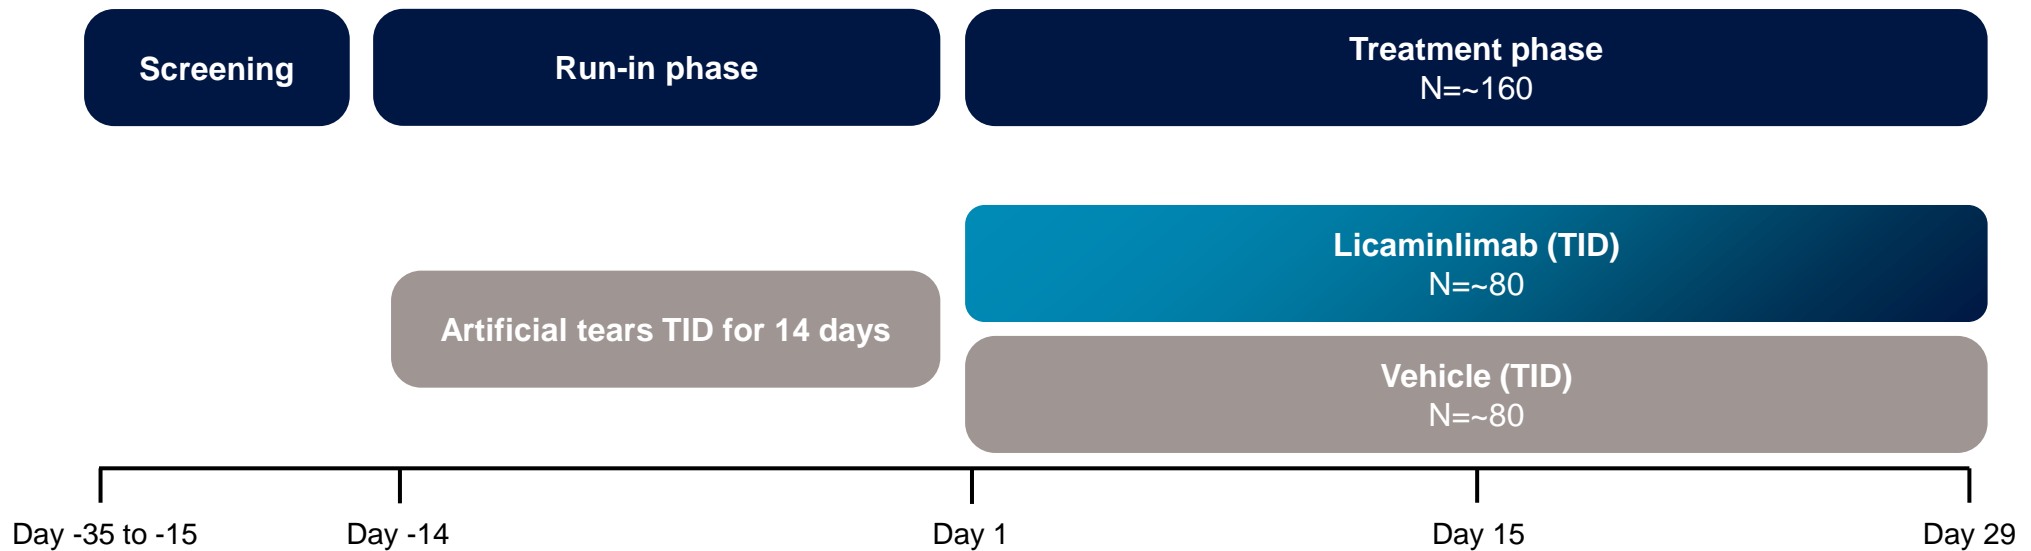 Screening
Run-in phase
Treatment phase
N=~160
Licaminlimab (TID)
N=~80
Artificial tears TID for 14 days
Vehicle (TID)
N=~80
Day -35 to -15
Day -14
Day 1
Day 15
Day 29